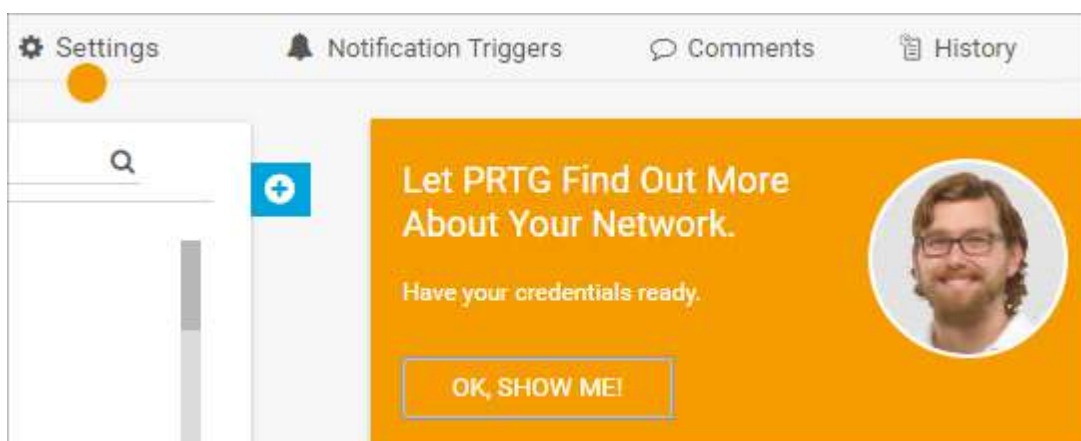 Settings
Notification Triggers
Comments
History
Let PRTG Find Out More
About Your Network.
Have your credentials ready.
OK, SHOW ME!